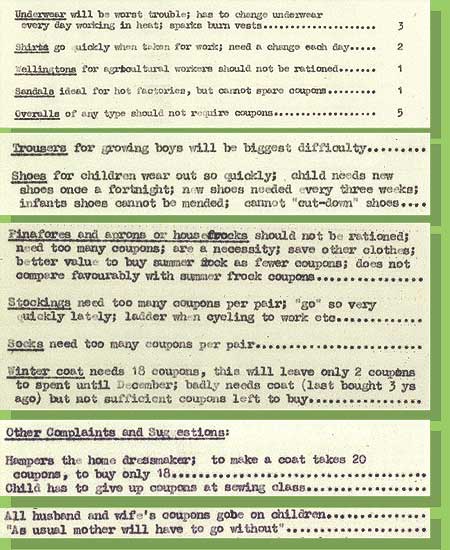 Underwear will be worst trouble; has to change underwear
every day working in heat; sparks burn vests................. 3
Shirts go quickly when taken for work; need a change each day..... 2
Wellingtons for agricultural workers should not be rationed....... 1
Sandals ideal for hot factories, but cannot spare coupons......... 1
Overalls of any type should not require coupons................... 5
Trousers for growing boys will be biggest difficulty.........
Shoes for children wear out so quickly; child needs new
shoes once a fortnight; new shoes needed every three weeks;
infants shoes cannot be mended; cannot "cut-down" shoes....
Pinafores and aprons or housefrocks should not be rationed;
need too many coupons; are a necessity; save other clothes;
better value to buy summer frock as fewer coupons; does not
compare favourably with summer frock coupons...............
Stockings need too many coupons per pair; "go" so very
quickly lately; ladder when cycling to work etc............
Socks need too many coupons per pair.......................
Winter coat needs 18 coupons, this will leave only 2 coupons
to spent until December; badly needs coat (last bought 3 ys
ago) but not sufficient coupons left to buy................
Other Complaints and Suggestions:
Hampers the home dressmaker; to make a coat takes 20
coupons, to buy only 18....................................
Child has to give up coupons at sewing class................
All husband and wife's coupons gobe on children..............
"As usual mother will have to go without"....................